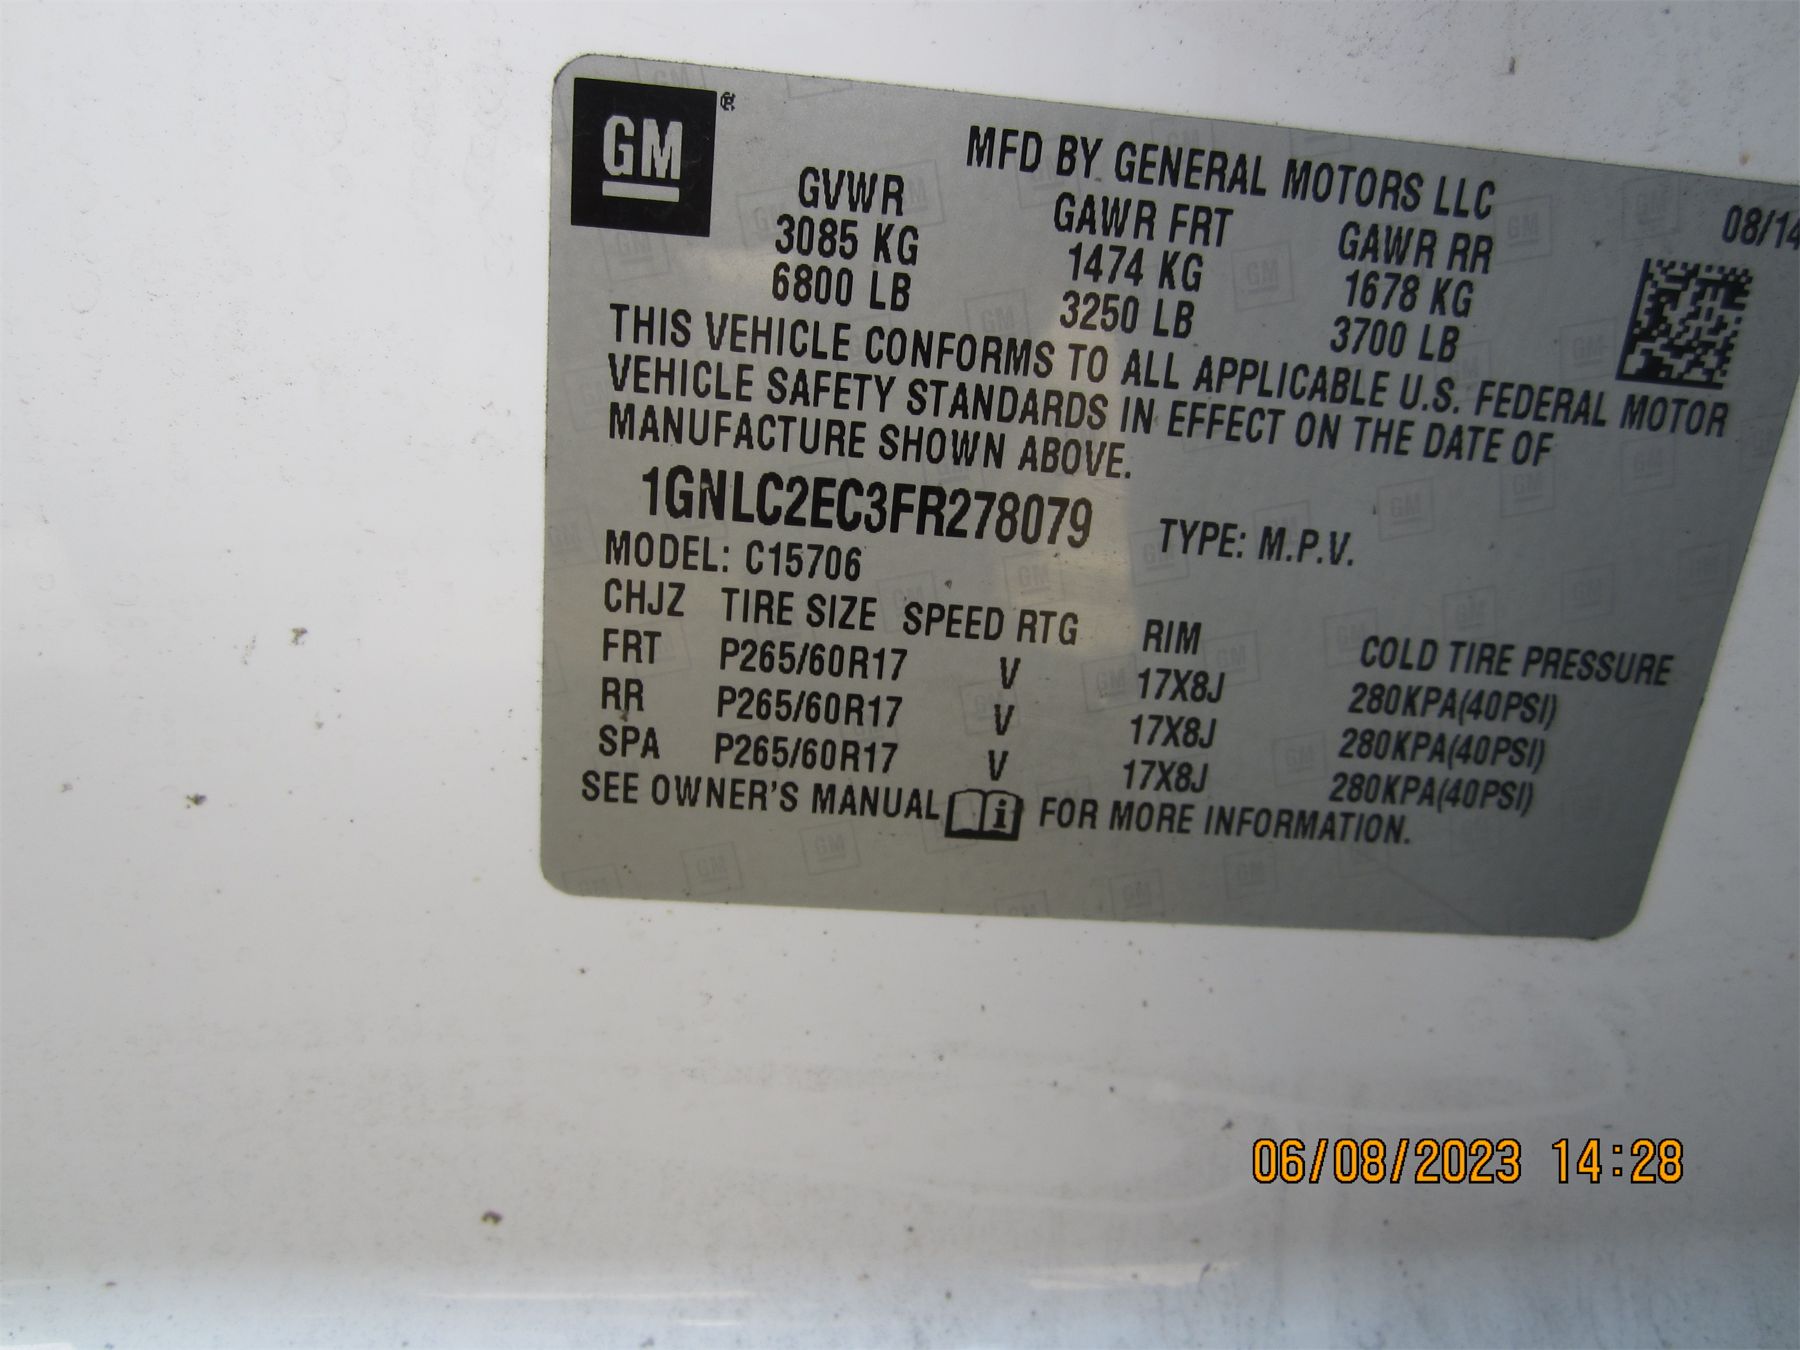 GM®
MFD BY GENERAL MOTORS LLC
08/14
GVWR GAWR FRT GAWR RR
3085 KG 1474 KG 1678 KG
6800 LB 3250 LB 3700 LB
THIS VEHICLE CONFORMS TO ALL APPLICABLE U.S. FEDERAL MOTOR
VEHICLE SAFETY STANDARDS IN EFFECT ON THE DATE OF
MANUFACTURE SHOWN ABOVE.
1GNLC2EC3FR278079 TYPE: M.P.V.
MODEL: C15706
CHJZ TIRE SIZE SPEED RTG RIM COLD TIRE PRESSURE
FRT P265/60R17 V 17X8J 280KPA(40PSI)
RR P265/60R17 V 17X8J 280KPA(40PSI)
SPA P265/60R17 V 17X8J 280KPA(40PSI)
SEE OWNER'S MANUAL i FOR MORE INFORMATION.
06/08/2023 14:28